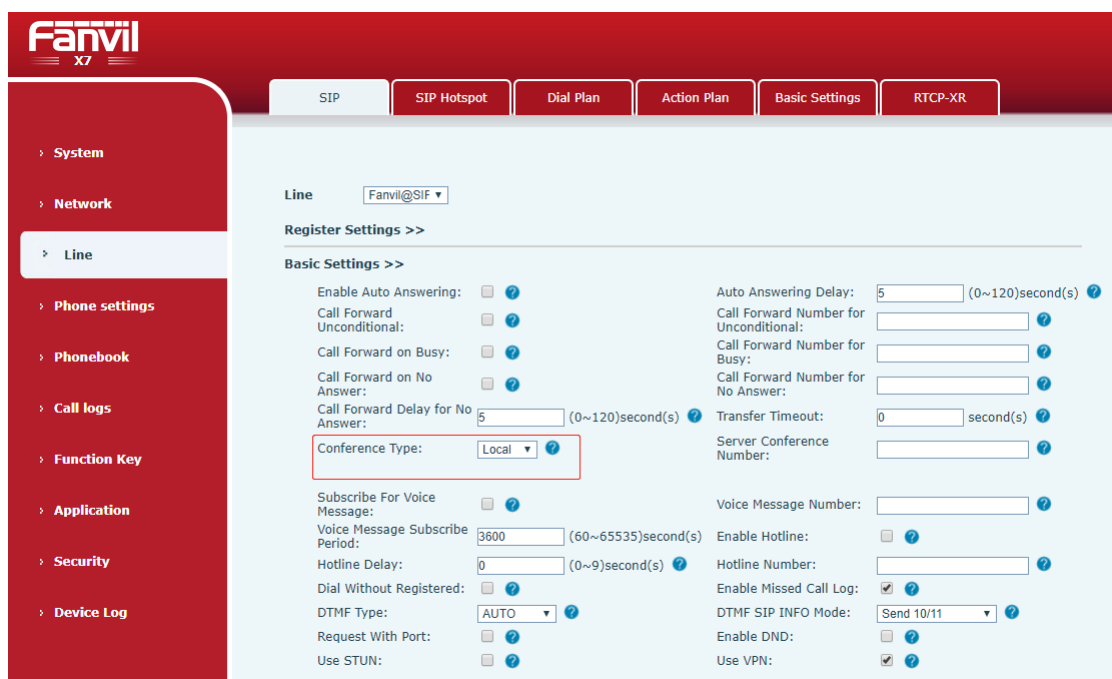 Fanvil
X7
SIP
SIP Hotspot
Dial Plan
Action Plan
Basic Settings
RTCP-XR
System
Network
Line
Phone settings
Phonebook
Call logs
Function Key
Application
Security
Device Log
Line Fanvil@SIF
Register Settings >>
Basic Settings >>
Enable Auto Answering:
Auto Answering Delay: 5 (0~120)second(s)
Call Forward
Unconditional:
Call Forward Number for
Unconditional:
Call Forward on Busy:
Call Forward Number for
Busy:
Call Forward on No
Answer:
Call Forward Number for
No Answer:
Call Forward Delay for No
Answer: 5 (0~120)second(s)
Transfer Timeout: 0 second(s)
Conference Type: Local
Server Conference
Number:
Subscribe For Voice
Message:
Voice Message Number:
Voice Message Subscribe
Period: 3600 (60~65535)second(s)
Enable Hotline:
Hotline Delay: 0 (0~9)second(s)
Hotline Number:
Dial Without Registered:
Enable Missed Call Log:
DTMF Type: AUTO
DTMF SIP INFO Mode: Send 10/11
Request With Port:
Enable DND:
Use STUN:
Use VPN: